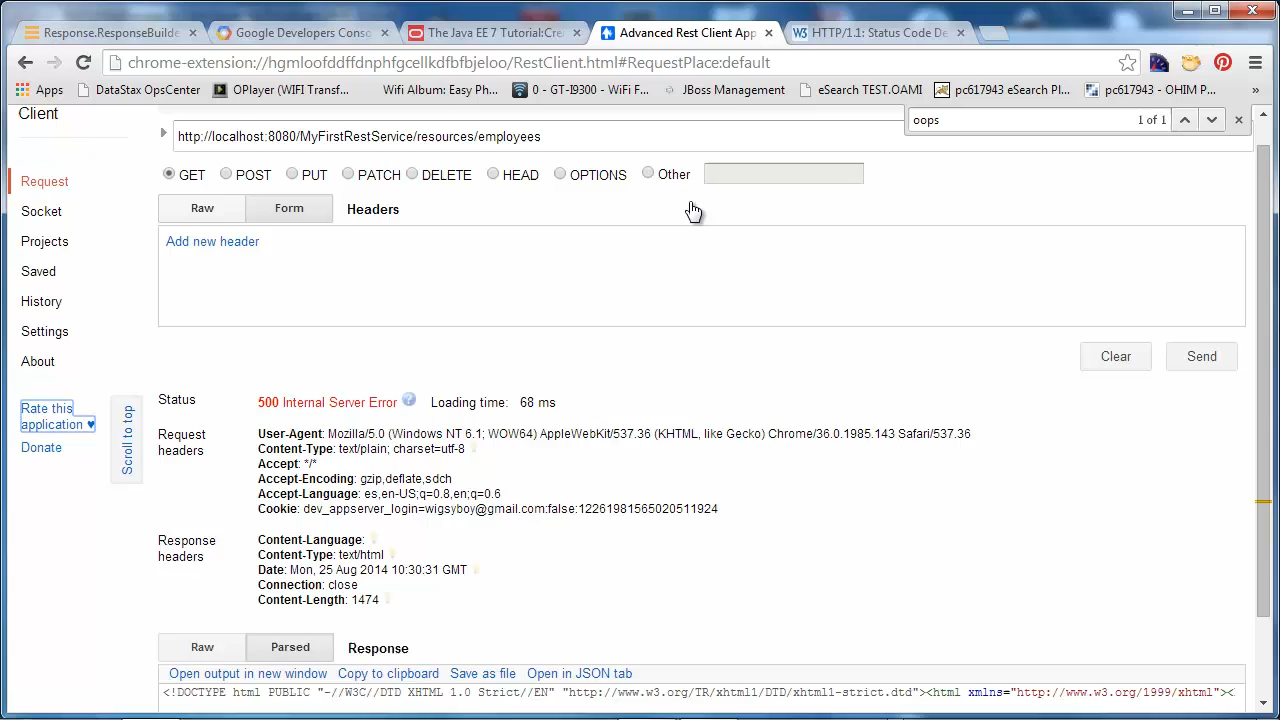 Response.ResponseBuilde
Google Developers Conso
The Java EE 7 Tutorial:Cre
Advanced Rest Client App
HTTP/1.1: Status Code De
chrome-extension://hgmloofddffdnphfgcellkdfbfbjeloo/RestClient.html#RequestPlace:default
Apps
DataStax OpsCenter
OPlayer (WIFI Transf...
Wifi Album: Easy Ph...
0 - GT-I9300 - WiFi F...
JBoss Management
eSearch TEST.OAMI
pc617943 eSearch Pl...
pc617943 - OHIM P...
»
oops
1 of 1
Client
http://localhost:8080/MyFirstRestService/resources/employees
GET POST PUT PATCH DELETE HEAD OPTIONS Other
Request
Socket
Projects
Saved
History
Settings
About
Rate this
application ♥
Donate
Scroll to top
Raw Form Headers
Add new header
Clear Send
Status 500 Internal Server Error Loading time: 68 ms
Request
headers
User-Agent: Mozilla/5.0 (Windows NT 6.1; WOW64) AppleWebKit/537.36 (KHTML, like Gecko) Chrome/36.0.1985.143 Safari/537.36
Content-Type: text/plain; charset=utf-8
Accept: */*
Accept-Encoding: gzip,deflate,sdch
Accept-Language: es,en-US;q=0.8,en;q=0.6
Cookie: dev_appserver_login=wigsyboy@gmail.com:false:12261981565020511924
Response
headers
Content-Language:
Content-Type: text/html
Date: Mon, 25 Aug 2014 10:30:31 GMT
Connection: close
Content-Length: 1474
Raw Parsed Response
Open output in new window Copy to clipboard Save as file Open in JSON tab
<!DOCTYPE html PUBLIC "-//W3C//DTD XHTML 1.0 Strict//EN" "http://www.w3.org/TR/xhtml1/DTD/xhtml1-strict.dtd"><html xmlns="http://www.w3.org/1999/xhtml"><